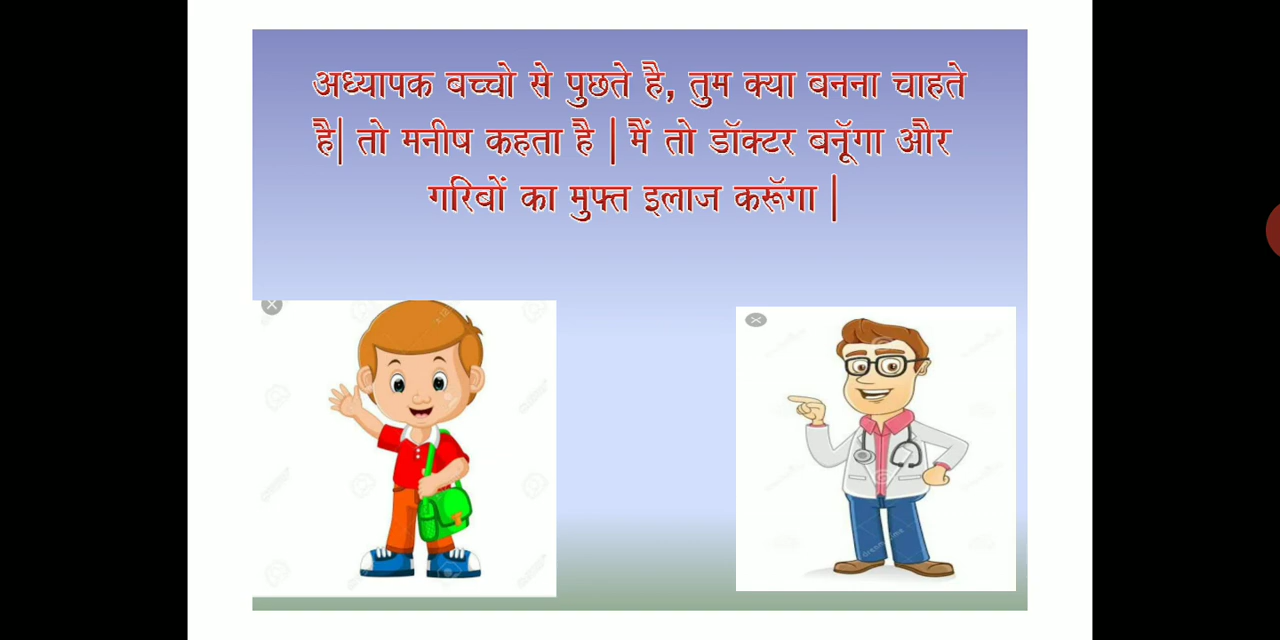 अध्यापक बच्चो से पुछते है, तुम क्या बनना चाहते
है| तो मनीष कहता है | मैं तो डॉक्टर बनूॅगा और
गरिबों का मुफ्त इलाज करूॅगा |